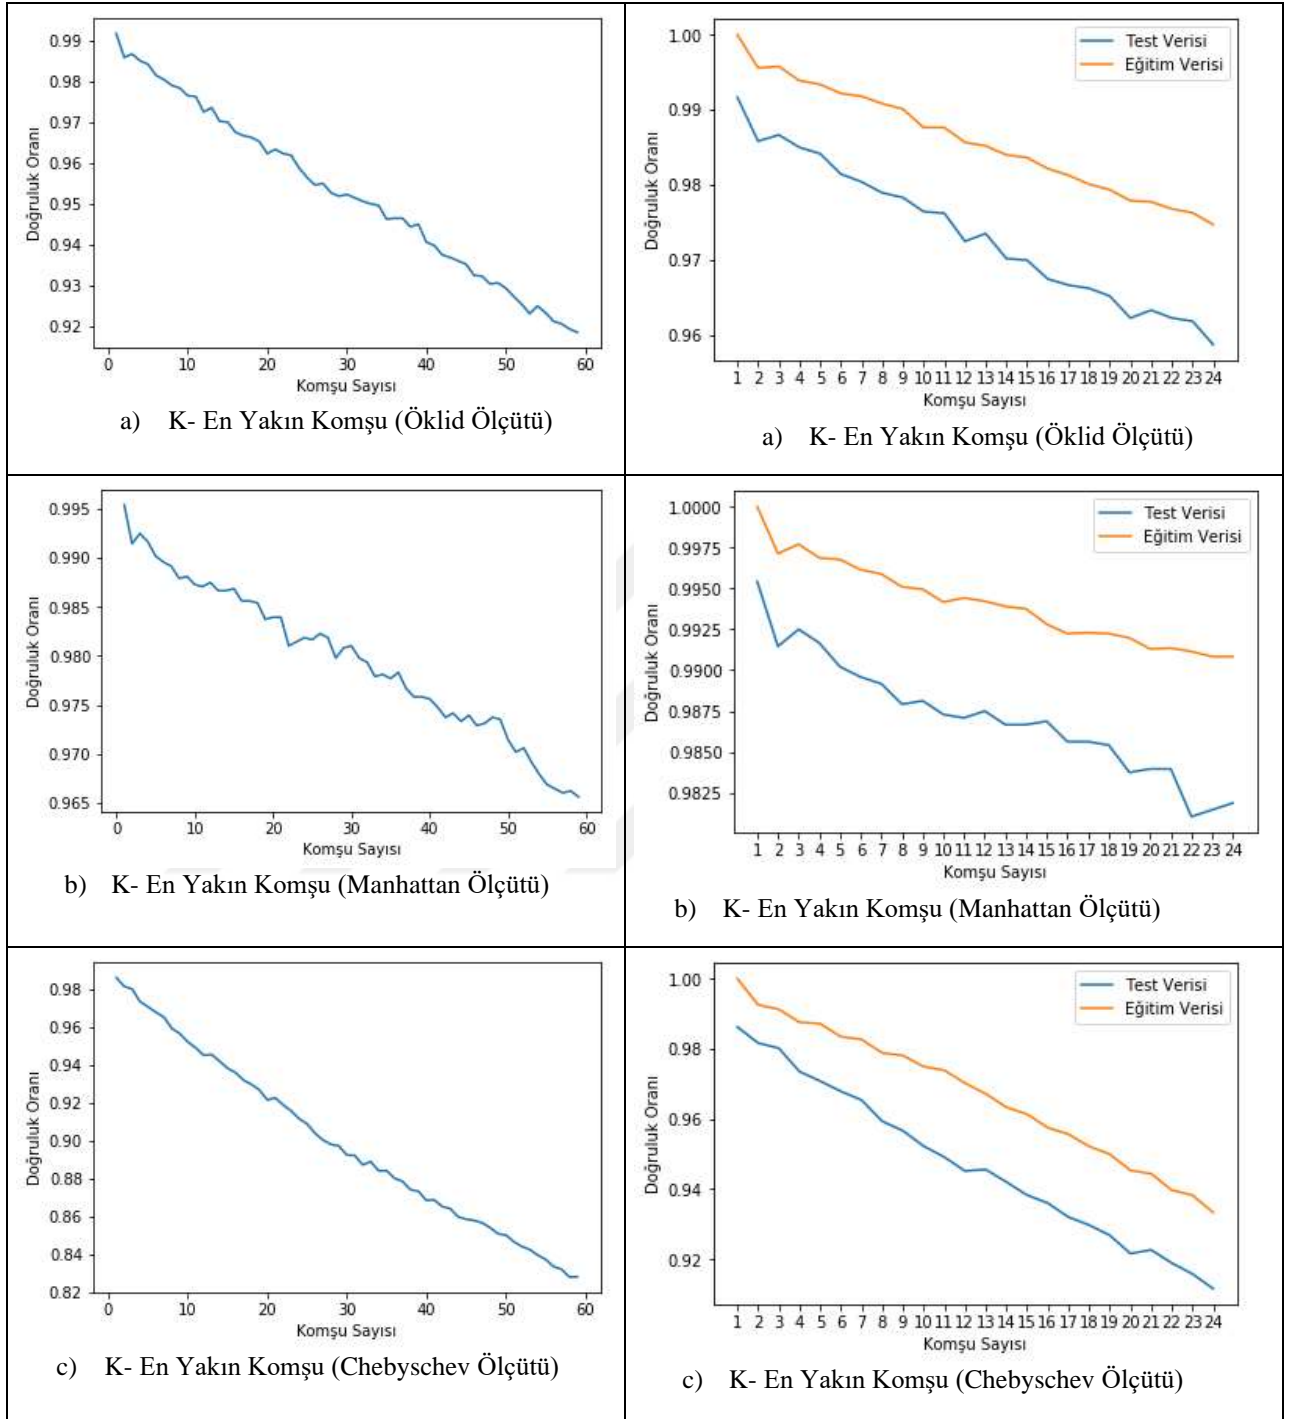 0.99
0.98
0.97
0.96
0.95
0.94
0.93
0.92
Doğruluk Oranı
0 10 20 30 40 50 60
Komşu Sayısı
a) K- En Yakın Komşu (Öklid Ölçütü)
Test Verisi
Eğitim Verisi
1.00
0.99
0.98
0.97
0.96
Doğruluk Oranı
1 2 3 4 5 6 7 8 9 10 11 12 13 14 15 16 17 18 19 20 21 22 23 24
Komşu Sayısı
a) K- En Yakın Komşu (Öklid Ölçütü)
0.995
0.990
0.985
0.980
0.975
0.970
0.965
Doğruluk Oranı
0 10 20 30 40 50 60
Komşu Sayısı
b) K- En Yakın Komşu (Manhattan Ölçütü)
Test Verisi
Eğitim Verisi
1.0000
0.9975
0.9950
0.9925
0.9900
0.9875
0.9850
0.9825
Doğruluk Oranı
1 2 3 4 5 6 7 8 9 10 11 12 13 14 15 16 17 18 19 20 21 22 23 24
Komşu Sayısı
b) K- En Yakın Komşu (Manhattan Ölçütü)
0.98
0.96
0.94
0.92
0.90
0.88
0.86
0.84
0.82
Doğruluk Oranı
0 10 20 30 40 50 60
Komşu Sayısı
c) K- En Yakın Komşu (Chebyschev Ölçütü)
Test Verisi
Eğitim Verisi
1.00
0.98
0.96
0.94
0.92
Doğruluk Oranı
1 2 3 4 5 6 7 8 9 10 11 12 13 14 15 16 17 18 19 20 21 22 23 24
Komşu Sayısı
c) K- En Yakın Komşu (Chebyschev Ölçütü)